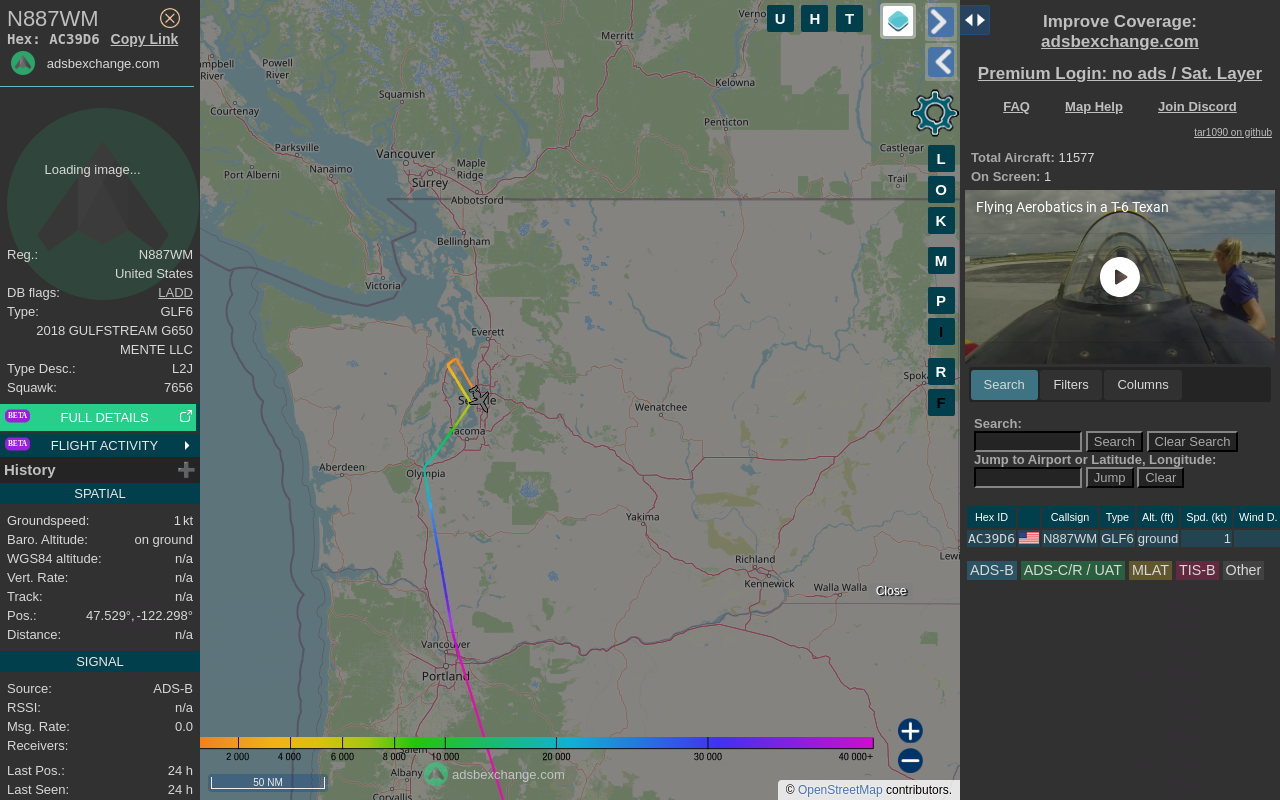 N887WM
Hex: AC39D6 Copy Link
adsbexchange.com
Loading image...
Reg.: N887WM
United States
DB flags: LADD
Type: GLF6
2018 GULFSTREAM G650
MENTE LLC
Type Desc.: L2J
Squawk: 7656
BETA FULL DETAILS
BETA FLIGHT ACTIVITY
History
SPATIAL
Groundspeed: 1 kt
Baro. Altitude: on ground
WGS84 altitude: n/a
Vert. Rate: n/a
Track: n/a
Pos.: 47.529°, -122.298°
Distance: n/a
SIGNAL
Source: ADS-B
RSSI: n/a
Msg. Rate: 0.0
Receivers:
Last Pos.: 24 h
Last Seen: 24 h
Merritt
mpbell
River
Powell
River
Squamish
Kelowna
Courtenay
Penticton
Parksville
Vancouver
Castlegar
Nanaimo
Maple
Ridge
Port Alberni
Surrey
Trail
Abbotsford
Bellingham
Victoria
Everett
Wenatchee
Tacoma
Aberdeen
Olympia
Yakima
Richland
Kennewick
Walla Walla
Vancouver
Portland
Salem
Albany
Corvallis
U H T
L
O
K
M
P
I
R
F
Close
2 000 4 000 6 000 8 000 10 000 20 000 30 000 40 000+
50 NM
adsbexchange.com
© OpenStreetMap contributors.
Improve Coverage:
adsbexchange.com
Premium Login: no ads / Sat. Layer
FAQ Map Help Join Discord
tar1090 on github
Total Aircraft: 11577
On Screen: 1
Flying Aerobatics in a T-6 Texan
Search Filters Columns
Search:
Search Clear Search
Jump to Airport or Latitude, Longitude:
Jump Clear
Hex ID Callsign Type Alt. (ft) Spd. (kt) Wind D.
AC39D6 N887WM GLF6 ground 1
ADS-B ADS-C/R / UAT MLAT TIS-B Other